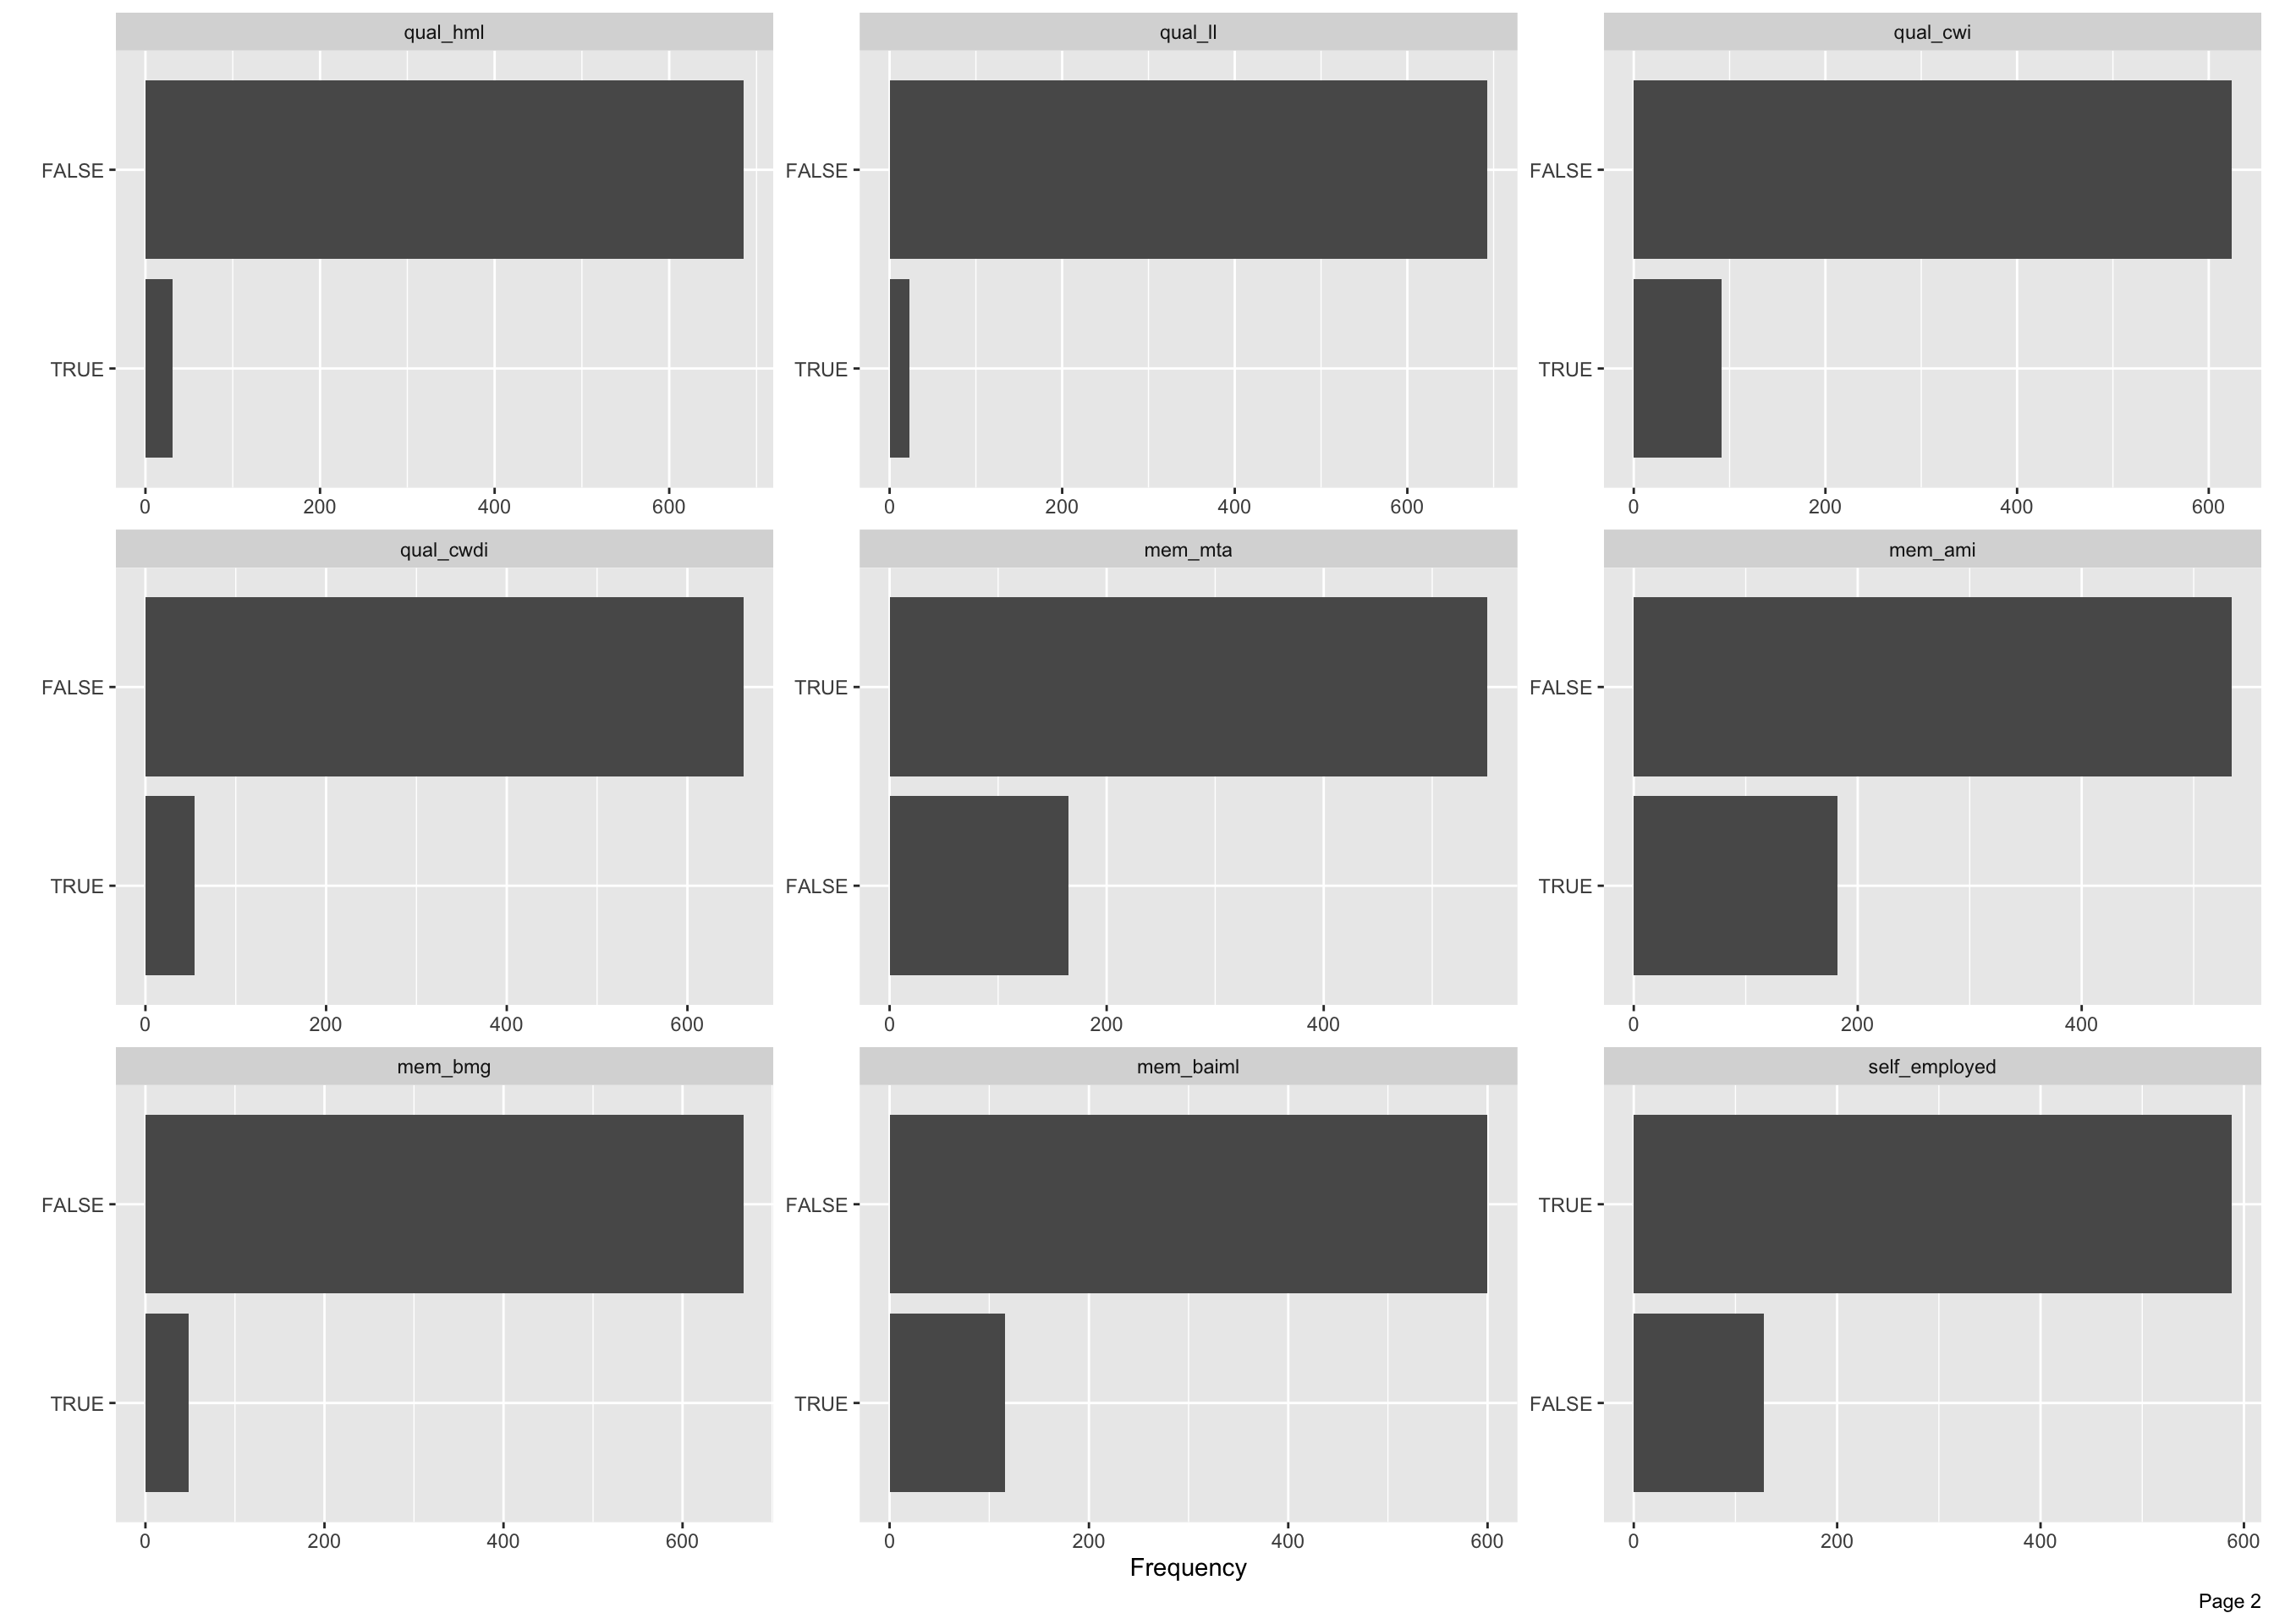 qual_hml qual_ll qual_cwi
FALSE FALSE FALSE
TRUE TRUE TRUE
0 200 400 600 0 200 400 600 0 200 400 600
qual_cwdi mem_mta mem_ami
FALSE TRUE FALSE
TRUE FALSE TRUE
0 200 400 600 0 200 400 0 200 400
mem_bmg mem_baiml self_employed
FALSE FALSE TRUE
TRUE TRUE FALSE
0 200 400 600 0 200 400 600 0 200 400 600
Frequency
Page 2